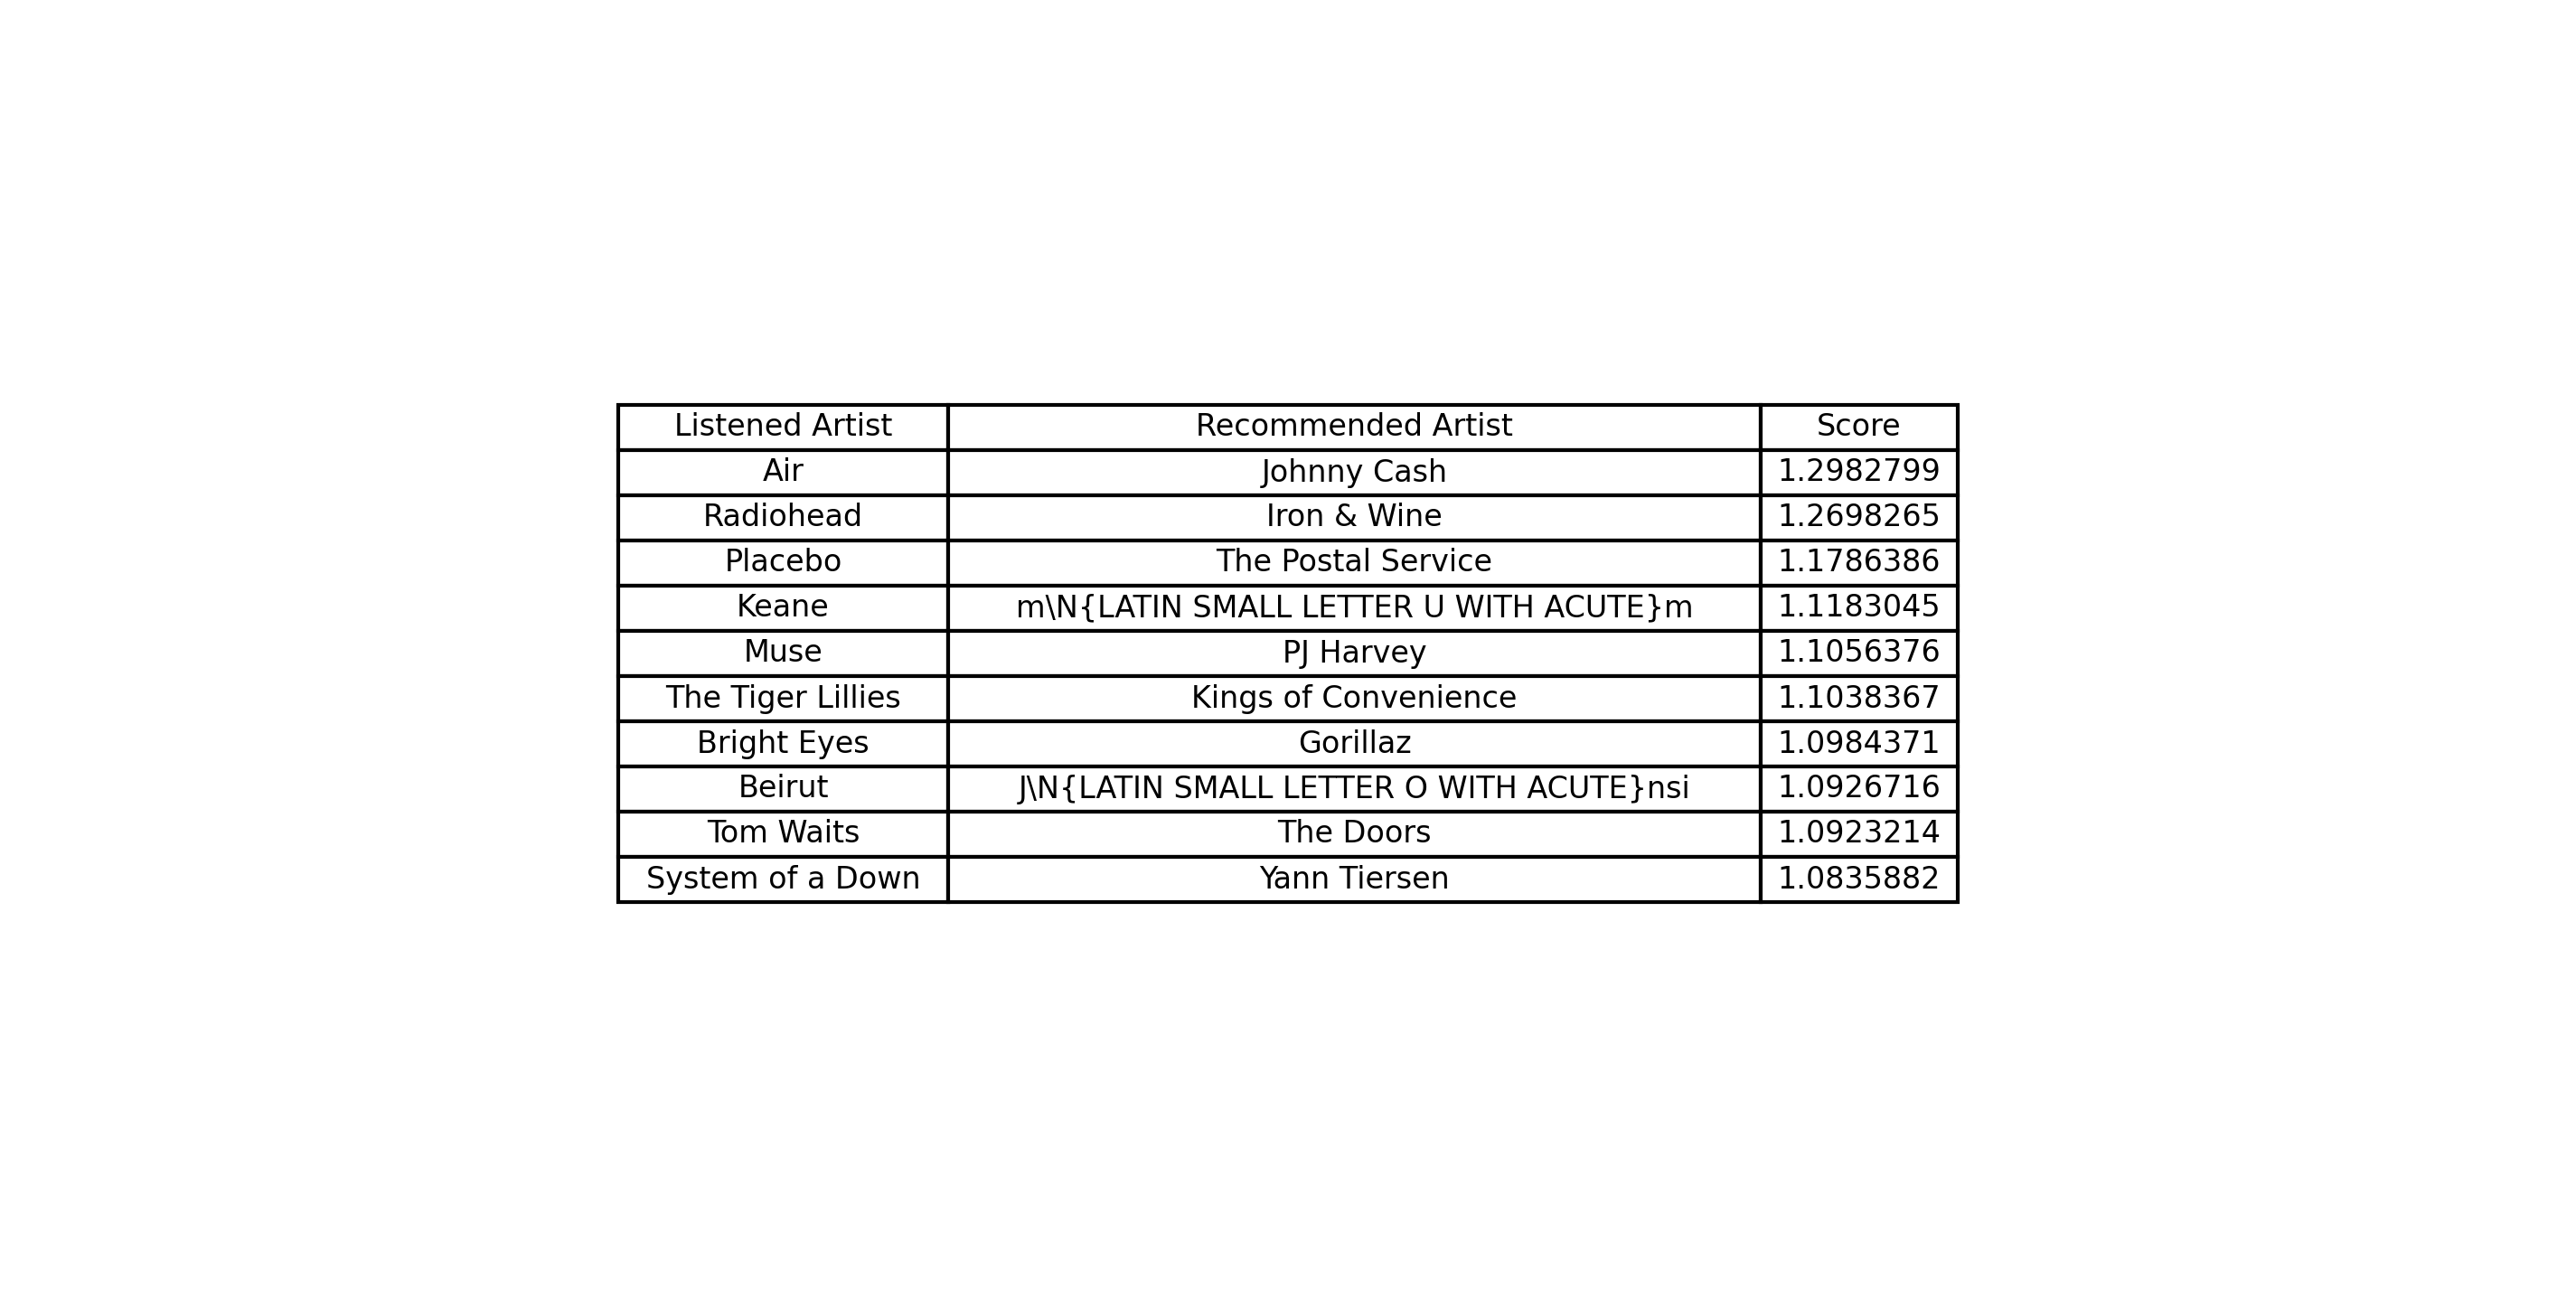 Listened Artist Recommended Artist Score
Air Johnny Cash 1.2982799
Radiohead Iron & Wine 1.2698265
Placebo The Postal Service 1.1786386
Keane m\N{LATIN SMALL LETTER U WITH ACUTE}m 1.1183045
Muse PJ Harvey 1.1056376
The Tiger Lillies Kings of Convenience 1.1038367
Bright Eyes Gorillaz 1.0984371
Beirut J\N{LATIN SMALL LETTER O WITH ACUTE}nsi 1.0926716
Tom Waits The Doors 1.0923214
System of a Down Yann Tiersen 1.0835882